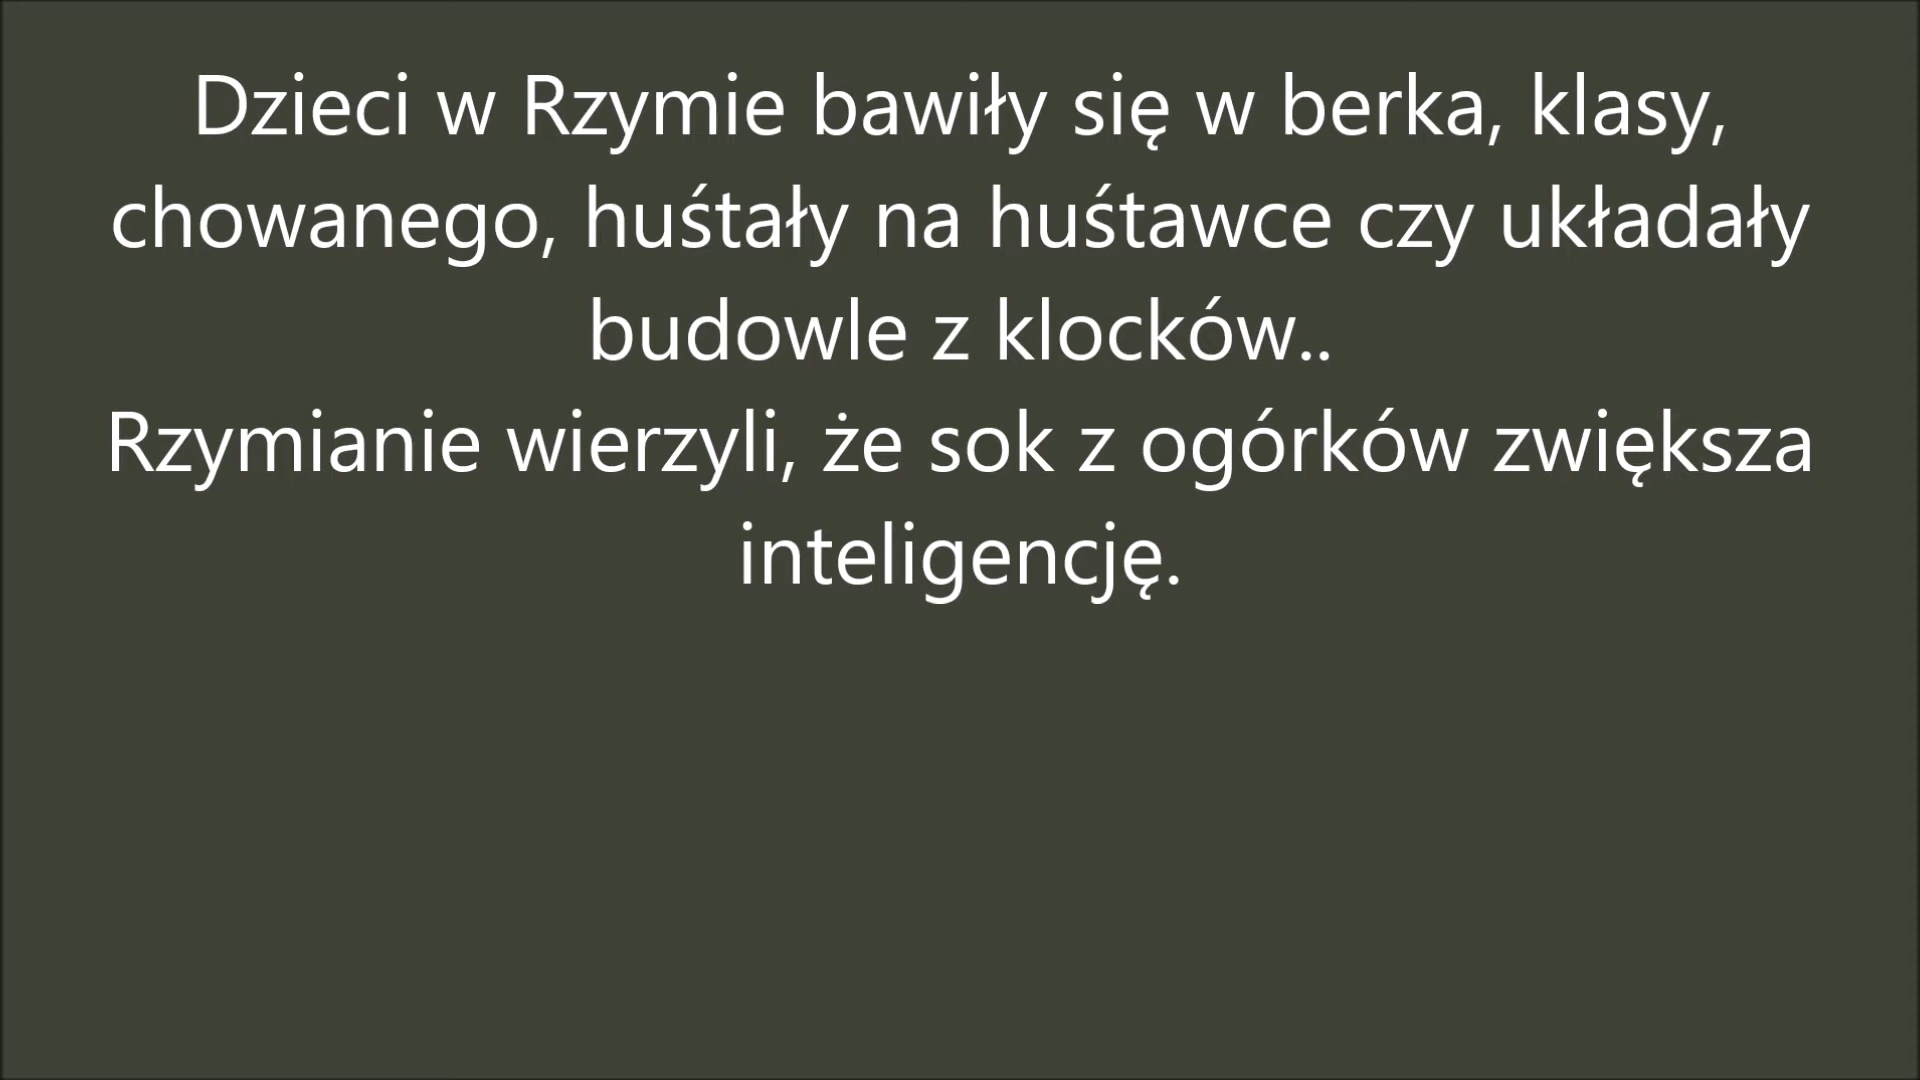 Dzieci w Rzymie bawiły się w berka, klasy,
chowanego, huśtały na huśtawce czy układały
budowle z klocków..
Rzymianie wierzyli, że sok z ogórków zwiększa
inteligencję.